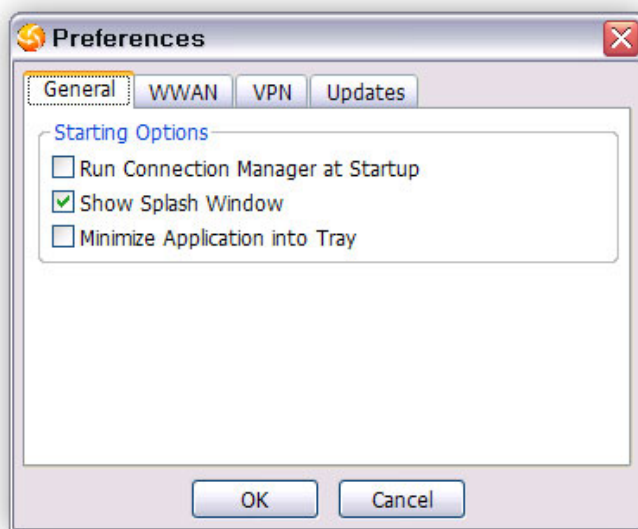 Preferences
General WWAN VPN Updates
Starting Options
Run Connection Manager at Startup
Show Splash Window
Minimize Application into Tray
OK Cancel